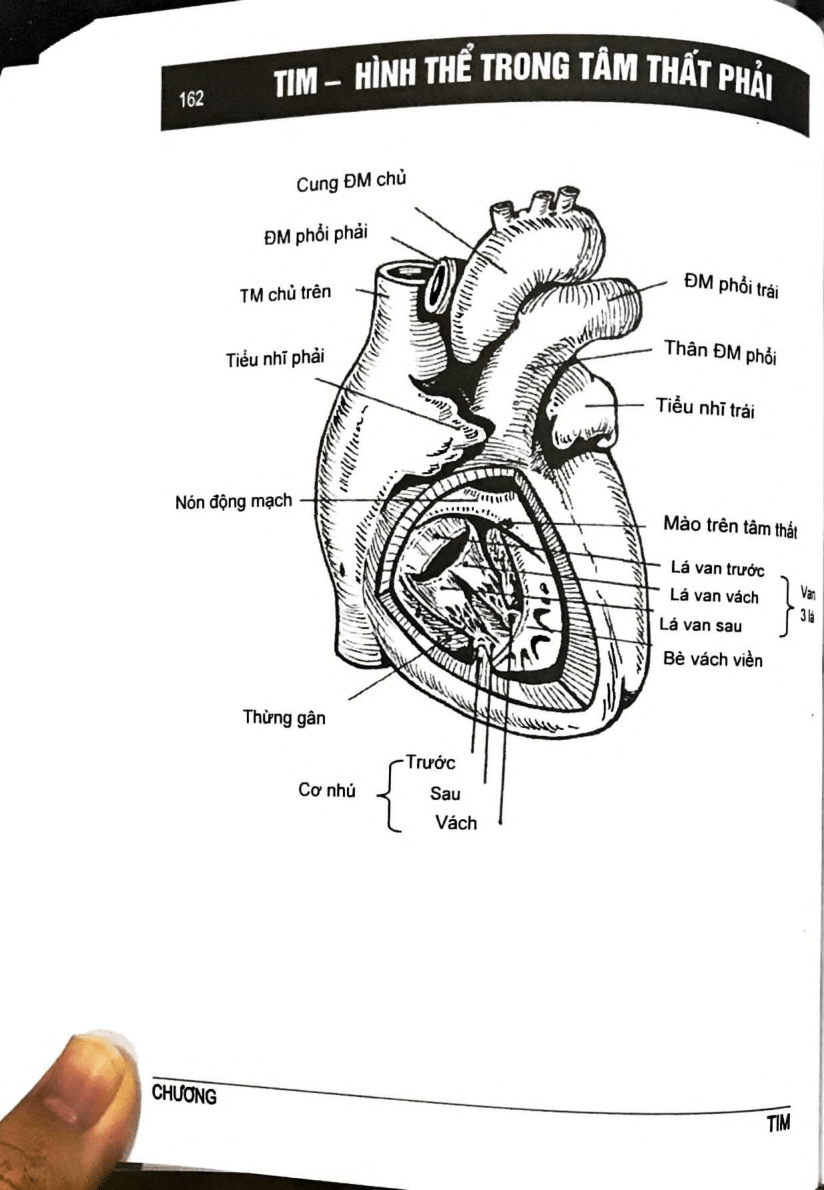 162
TIM – HÌNH THỂ TRONG TÂM THẤT PHẢI
Cung ĐM chủ
ĐM phổi phải
TM chủ trên
Tiểu nhĩ phải
Nón động mạch
Thừng gân
Cơ nhú
Trước
Sau
Vách
ĐM phổi trái
Thân ĐM phổi
Tiểu nhĩ trái
Mào trên tâm thất
Lá van trước
Lá van vách
Lá van sau
Van
3 lá
Bè vách viền
CHƯƠNG
TIM